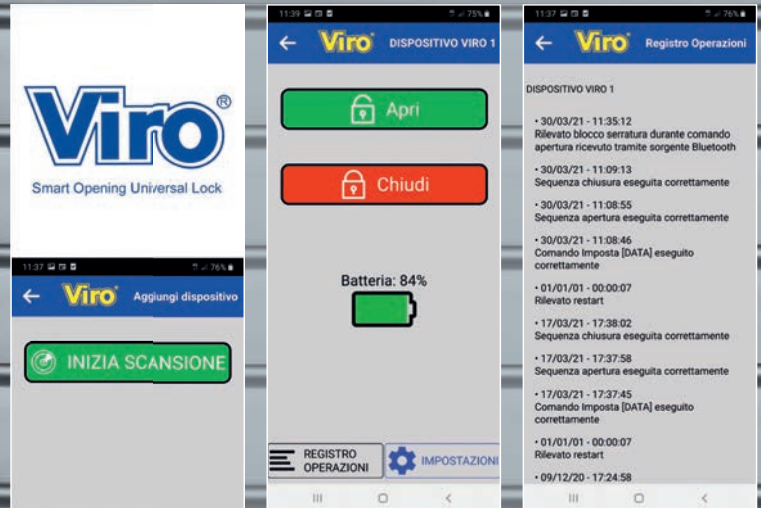 Viro®
Smart Opening Universal Lock
11:37 76%
Viro Aggiungi dispositivo
INIZIA SCANSIONE
11:39 75%
Viro DISPOSITIVO VIRO 1
Apri
Chiudi
Batteria: 84%
REGISTRO
OPERAZIONI
IMPOSTAZIONI
11:37 76%
Viro Registro Operazioni
DISPOSITIVO VIRO 1
• 30/03/21 - 11:35:12
Rilevato blocco serratura durante comando
apertura ricevuto tramite sorgente Bluetooth
• 30/03/21 - 11:09:13
Sequenza chiusura eseguita correttamente
• 30/03/21 - 11:08:55
Sequenza apertura eseguita correttamente
• 30/03/21 - 11:08:46
Comando Imposta [DATA] eseguito
correttamente
• 01/01/01 - 00:00:07
Rilevato restart
• 17/03/21 - 17:38:02
Sequenza chiusura eseguita correttamente
• 17/03/21 - 17:37:58
Sequenza apertura eseguita correttamente
• 17/03/21 - 17:37:45
Comando Imposta [DATA] eseguito
correttamente
• 01/01/01 - 00:00:07
Rilevato restart
• 09/12/20 - 17:24:58